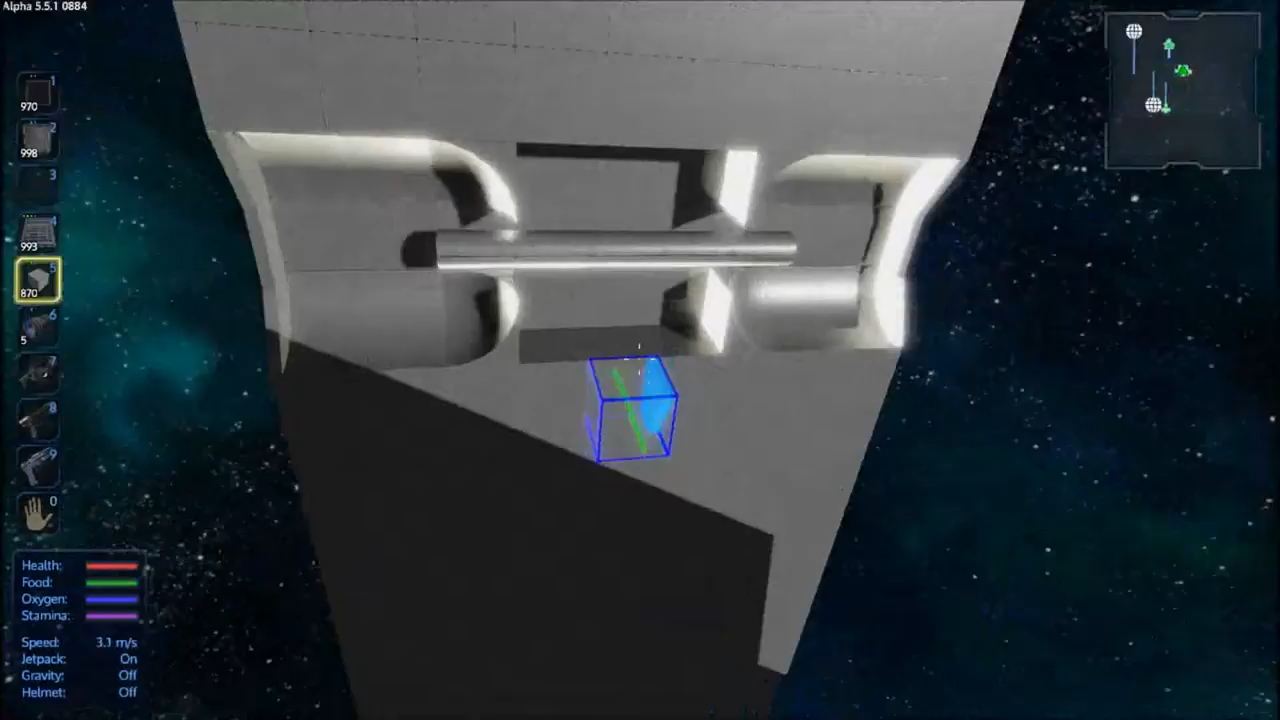 Alpha 5.5.1 0884
1
970
2
998
3
4
993
5
870
6
5
7
8
9
0
Health:
Food:
Oxygen:
Stamina:
Speed: 3.1 m/s
Jetpack: On
Gravity: Off
Helmet: Off